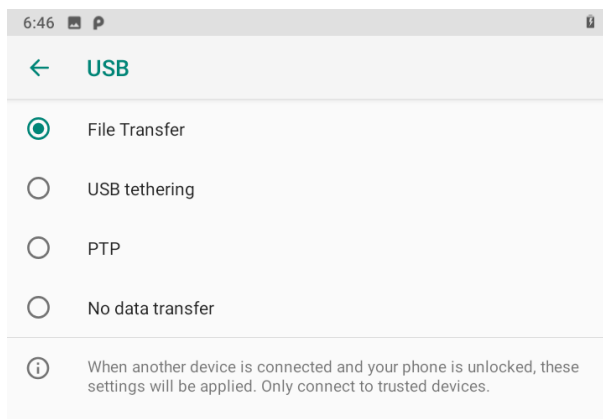 6:46
USB
File Transfer
USB tethering
PTP
No data transfer
When another device is connected and your phone is unlocked, these
settings will be applied. Only connect to trusted devices.